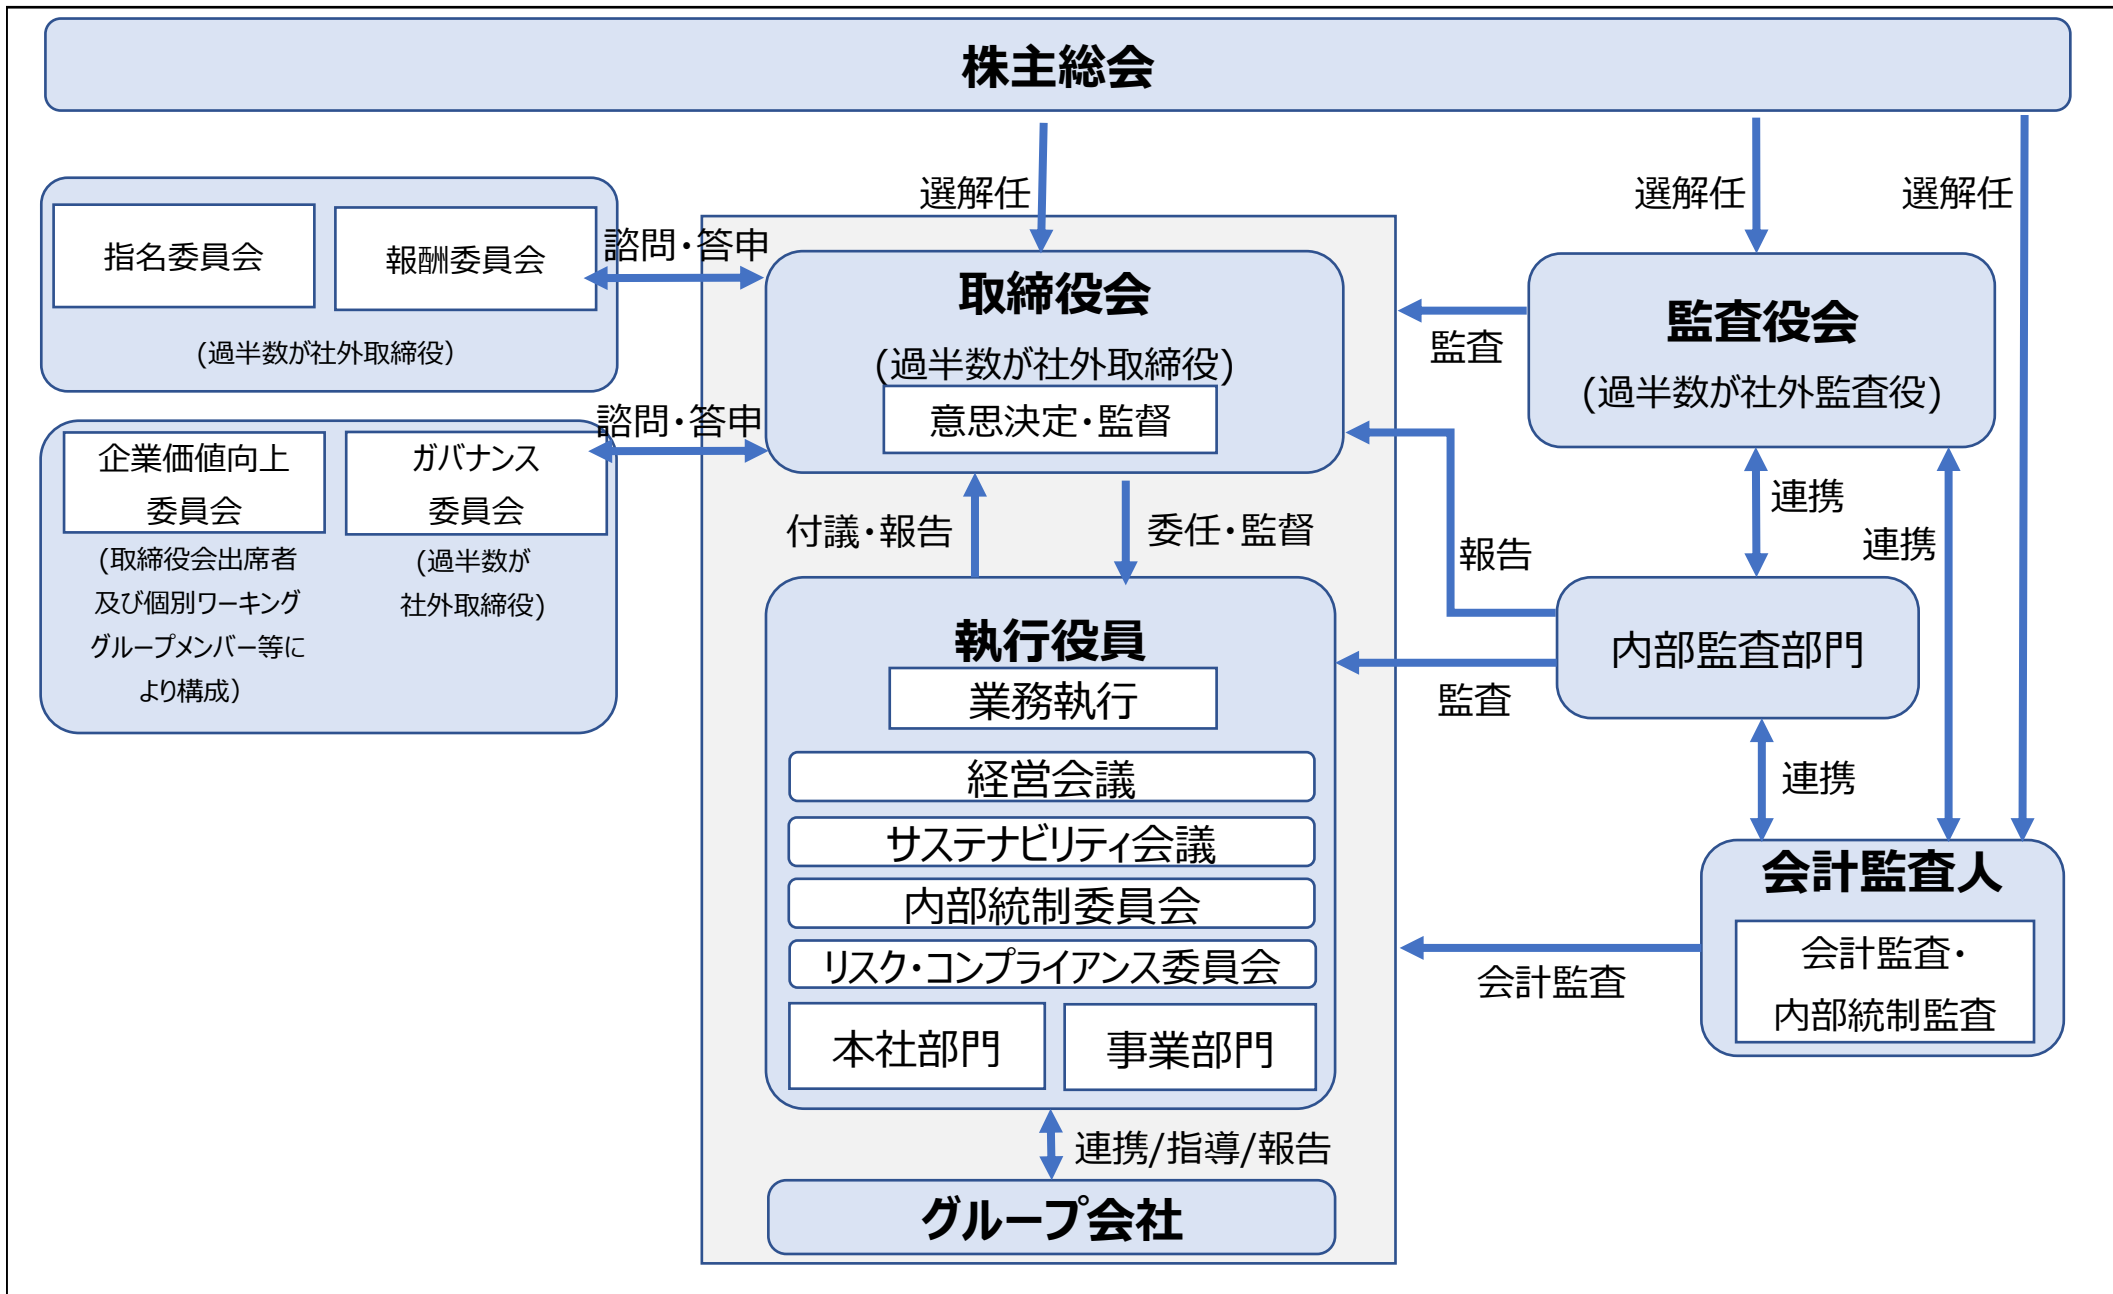 株主総会
選解任
選解任
選解任
指名委員会
報酬委員会
(過半数が社外取締役)
諮問・答申
取締役会
(過半数が社外取締役)
意思決定・監督
監査
監査役会
(過半数が社外監査役)
諮問・答申
企業価値向上
委員会
(取締役会出席者
及び個別ワーキング
グループメンバー等に
より構成)
ガバナンス
委員会
(過半数が
社外取締役)
付議・報告
委任・監督
報告
連携
連携
執行役員
業務執行
経営会議
サステナビリティ会議
内部統制委員会
リスク・コンプライアンス委員会
本社部門
事業部門
内部監査部門
監査
連携
会計監査人
会計監査・
内部統制監査
会計監査
連携/指導/報告
グループ会社